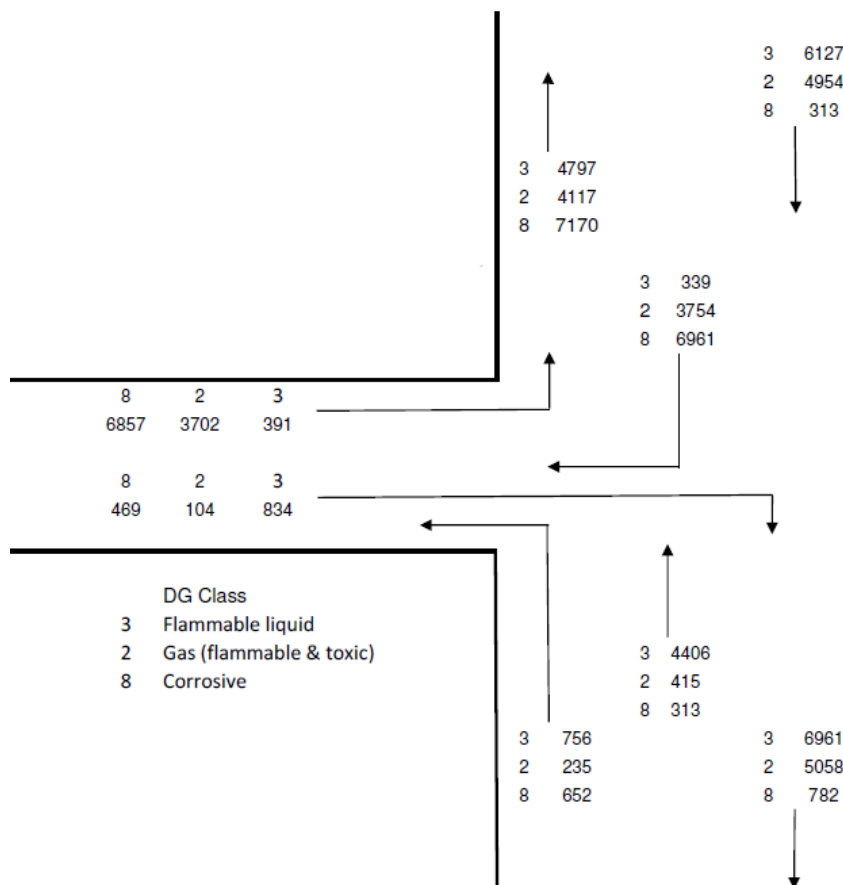 3 6127
2 4954
8 313
3 4797
2 4117
8 7170
3 339
2 3754
8 6961
8 2 3
6857 3702 391
8 2 3
469 104 834
DG Class
3 Flammable liquid
2 Gas (flammable & toxic)
8 Corrosive
3 4406
2 415
8 313
3 756
2 235
8 652
3 6961
2 5058
8 782